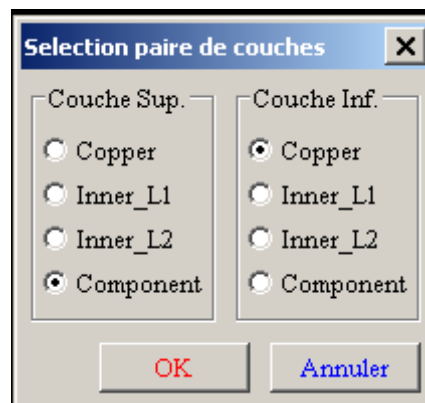 Selection paire de couches
Couche Sup.
Copper
Inner_L1
Inner_L2
Component
Couche Inf.
Copper
Inner_L1
Inner_L2
Component
OK
Annuler